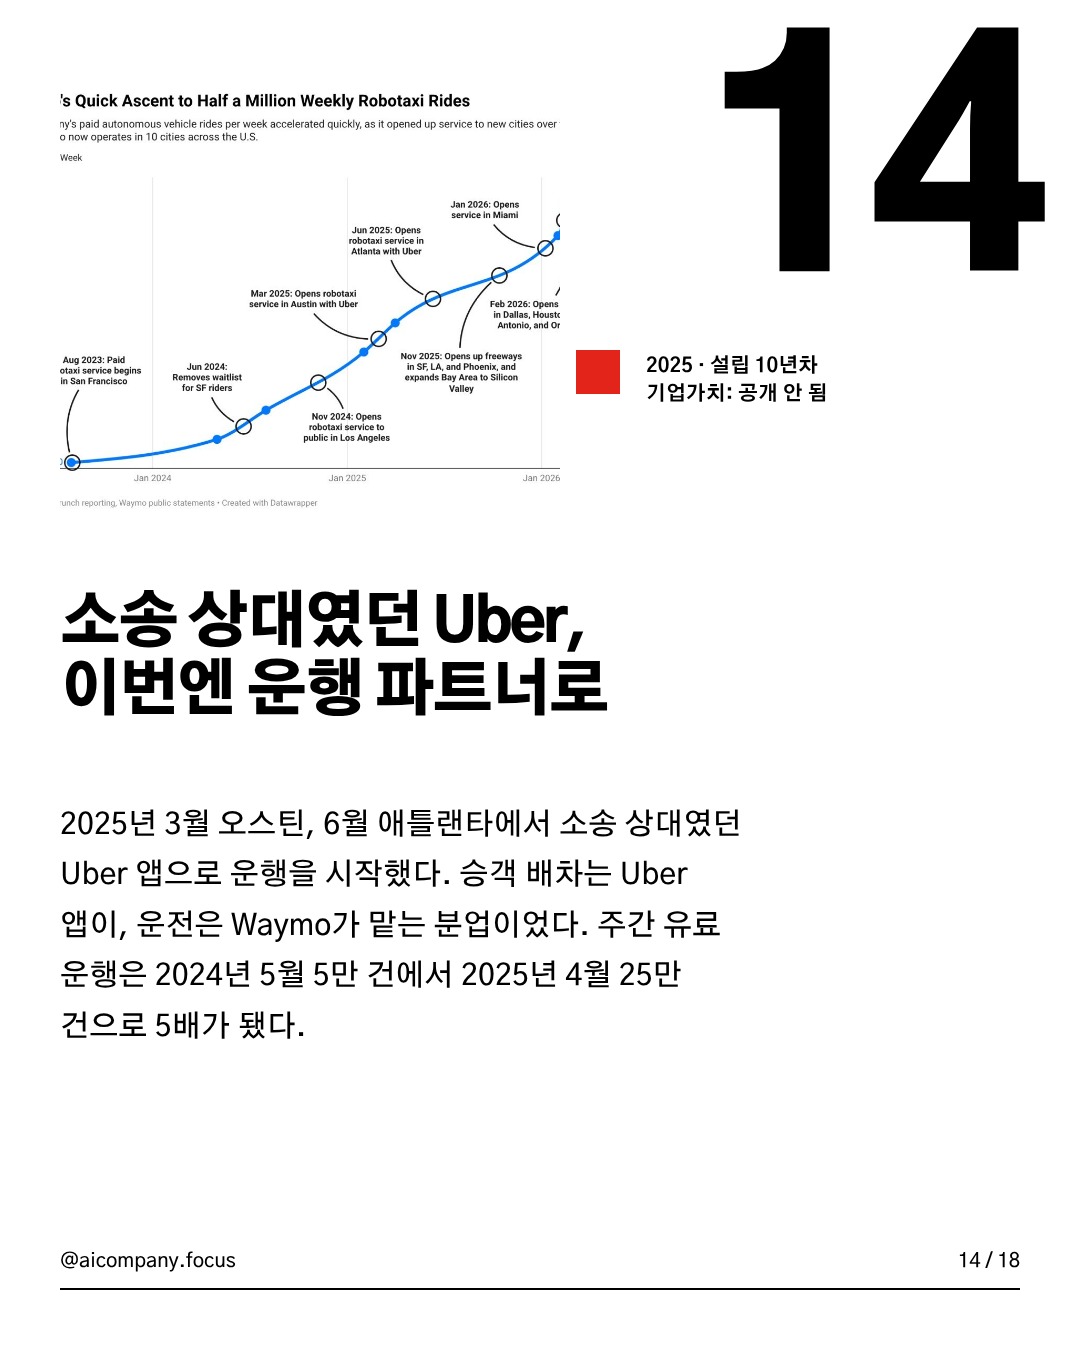 14
's Quick Ascent to Half a Million Weekly Robotaxi Rides
ny's paid autonomous vehicle rides per week accelerated quickly, as it opened up service to new cities over
o now operates in 10 cities across the U.S.
Week
Jan 2026: Opens
service in Miami
Jun 2025: Opens
robotaxi service in
Atlanta with Uber
Mar 2025: Opens robotaxi
service in Austin with Uber
Feb 2026: Opens
in Dallas, Housto
Antonio, and Or
Nov 2025: Opens up freeways
in SF, LA, and Phoenix, and
expands Bay Area to Silicon
Valley
Aug 2023: Paid
otaxi service begins
in San Francisco
Jun 2024:
Removes waitlist
for SF riders
Nov 2024: Opens
robotaxi service to
public in Los Angeles
Jan 2024
Jan 2025
Jan 2026
runch reporting, Waymo public statements • Created with Datawrapper
2025 · 설립 10년차
기업가치: 공개 안 됨
소송 상대였던 Uber,
이번엔 운행 파트너로
2025년 3월 오스틴, 6월 애틀랜타에서 소송 상대였던
Uber 앱으로 운행을 시작했다. 승객 배차는 Uber
앱이, 운전은 Waymo가 맡는 분업이었다. 주간 유료
운행은 2024년 5월 5만 건에서 2025년 4월 25만
건으로 5배가 됐다.
@aicompany.focus
14 / 18